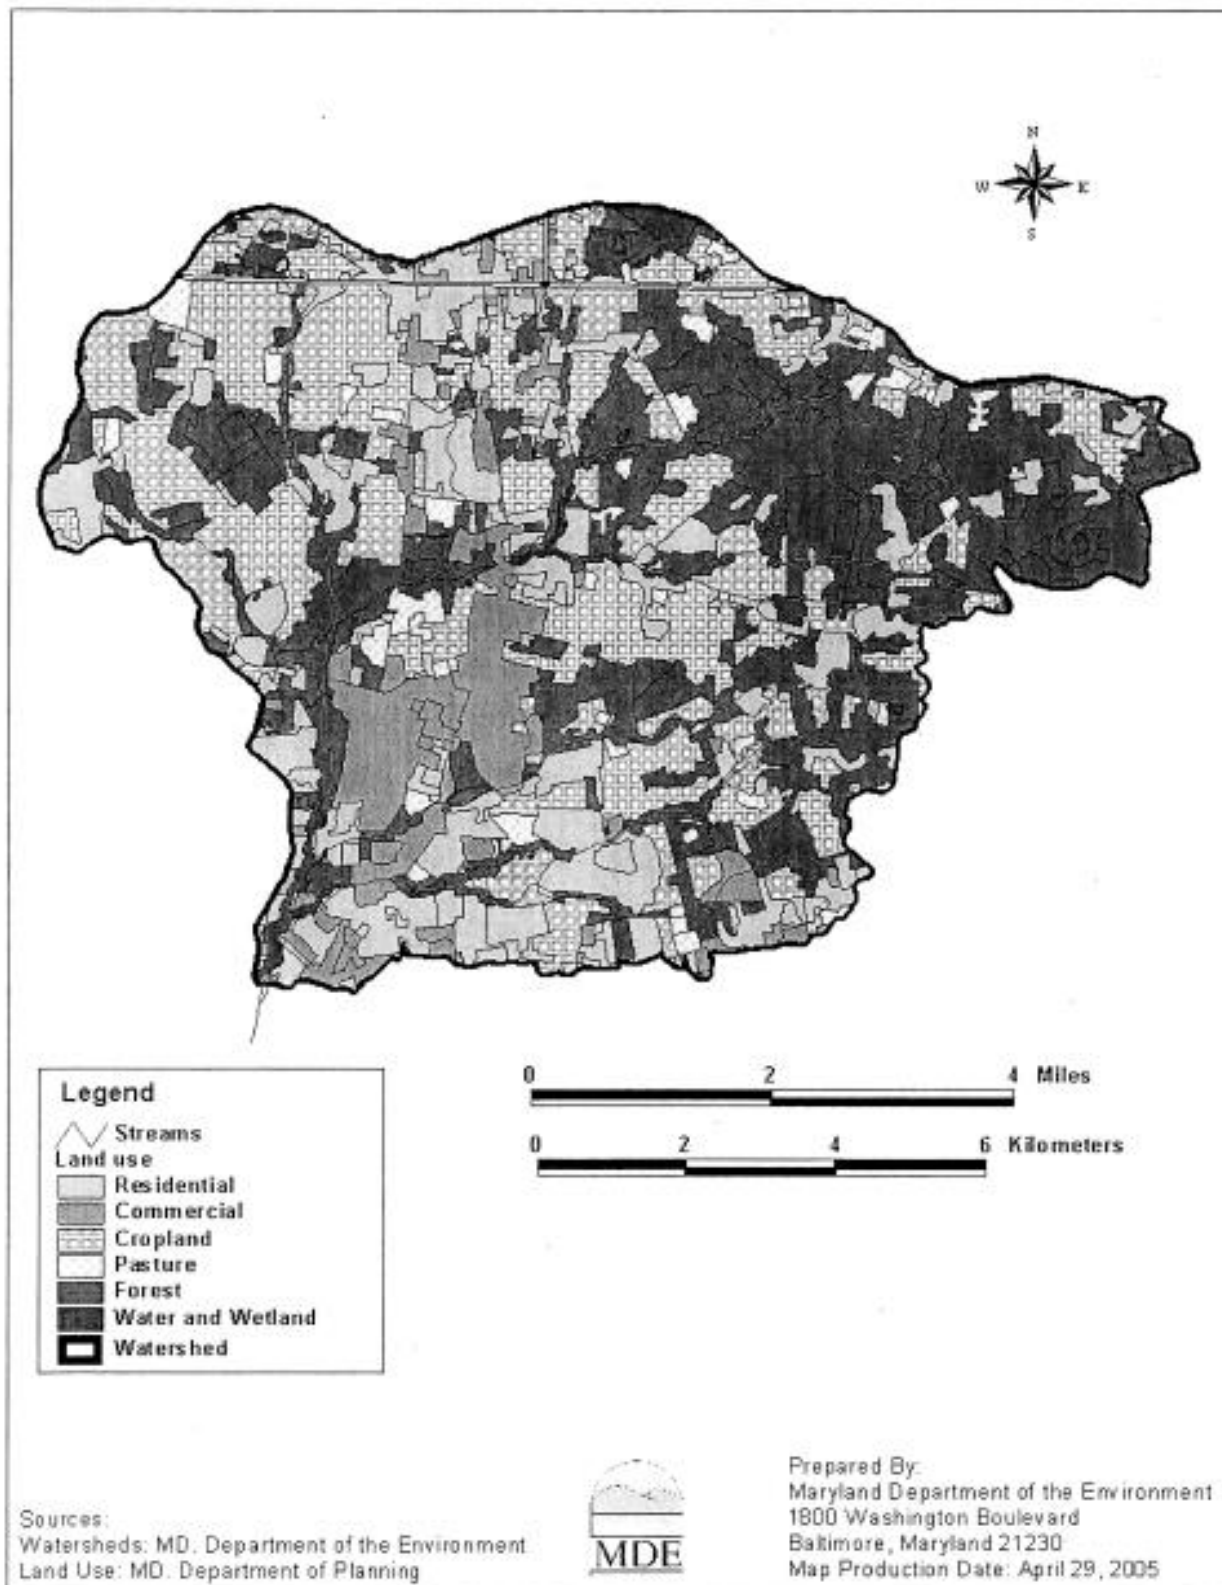 N
W E
S
0 2 4 Miles
0 2 4 6 Kilometers
Legend
Streams
Land use
Residential
Commercial
Cropland
Pasture
Forest
Water and Wetland
Watershed
Sources:
Watersheds: MD. Department of the Environment
Land Use: MD. Department of Planning
MDE
Prepared By:
Maryland Department of the Environment
1800 Washington Boulevard
Baltimore, Maryland 21230
Map Production Date: April 29, 2005